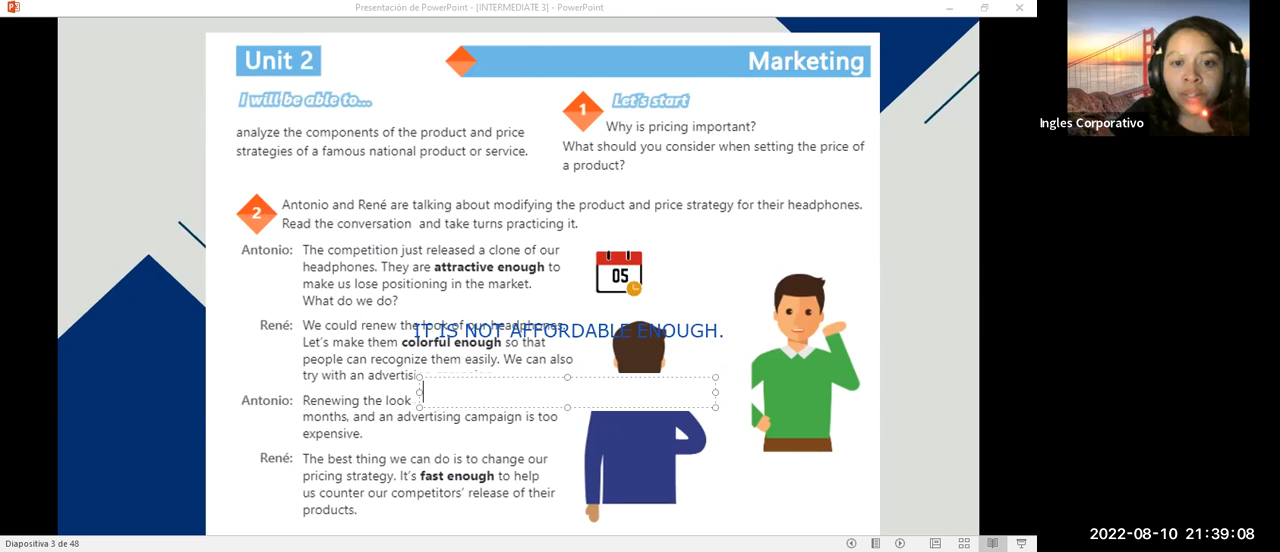 Presentación de PowerPoint - [INTERMEDIATE 3] - PowerPoint
Unit 2
Marketing
I will be able to...
analyze the components of the product and price
strategies of a famous national product or service.
1
Let's start
Why is pricing important?
What should you consider when setting the price of
a product?
2
Antonio and René are talking about modifying the product and price strategy for their headphones.
Read the conversation and take turns practicing it.
Antonio: The competition just released a clone of our
headphones. They are attractive enough to
make us lose positioning in the market.
What do we do?
René: We could renew the look of our headphones.
Let's make them colorful enough so that
people can recognize them easily. We can also
try with an advertising
Antonio: Renewing the look
months, and an advertising campaign is too
expensive.
René: The best thing we can do is to change our
pricing strategy. It's fast enough to help
us counter our competitors' release of their
products.
05
IT IS NOT AFFORDABLE ENOUGH.
Ingles Corporativo
Diapositiva 3 de 48
2022-08-10 21:39:08